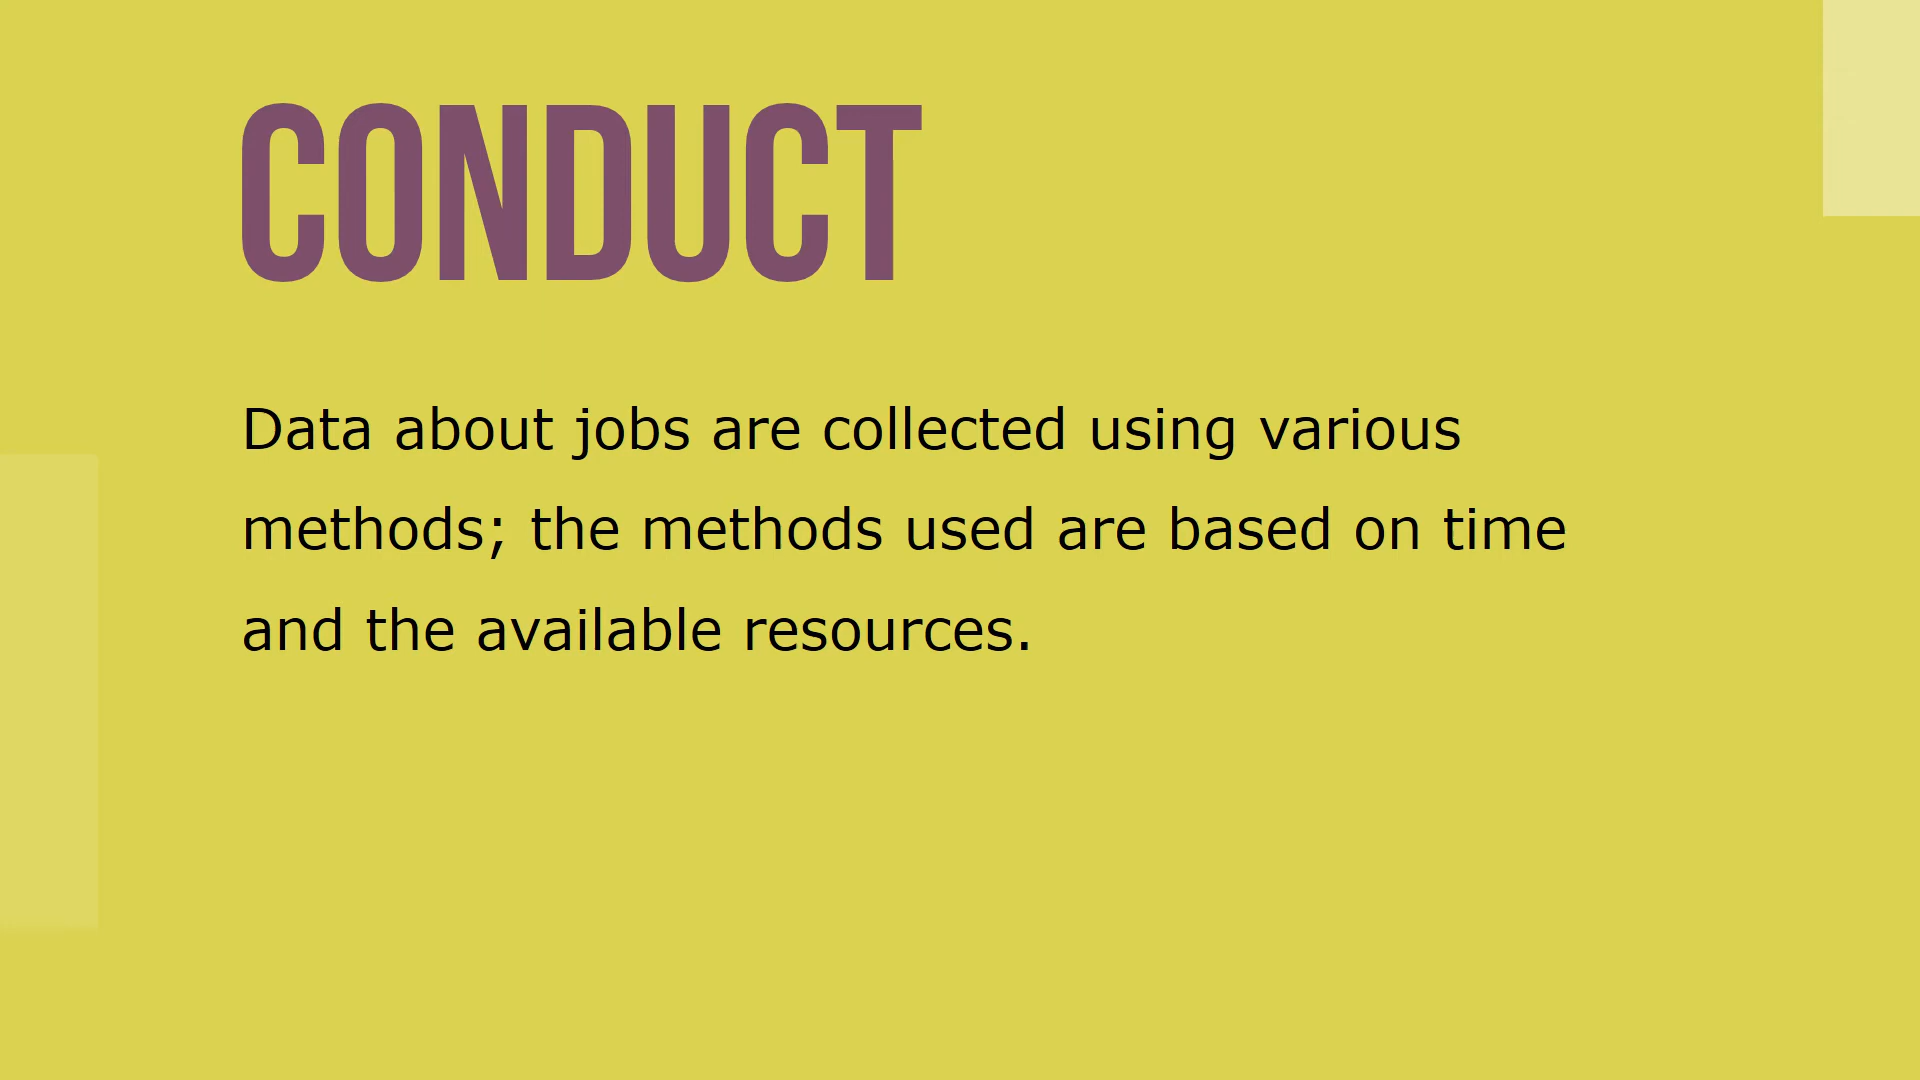 CONDUCT
Data about jobs are collected using various
methods; the methods used are based on time
and the available resources.